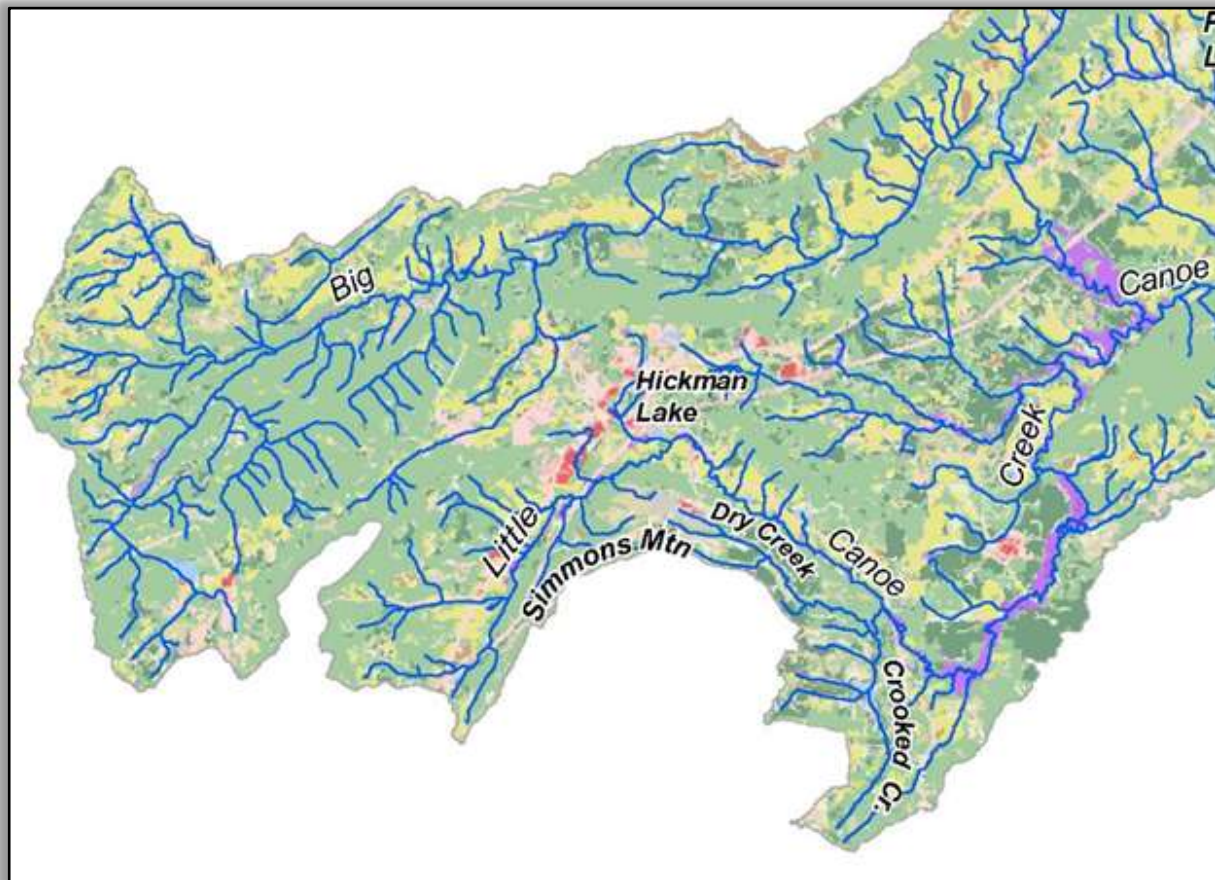 Big
Canoe
Hickman
Lake
Creek
Little
Simmons Mtn
Dry Creek
Canoe
Crooked Cr.